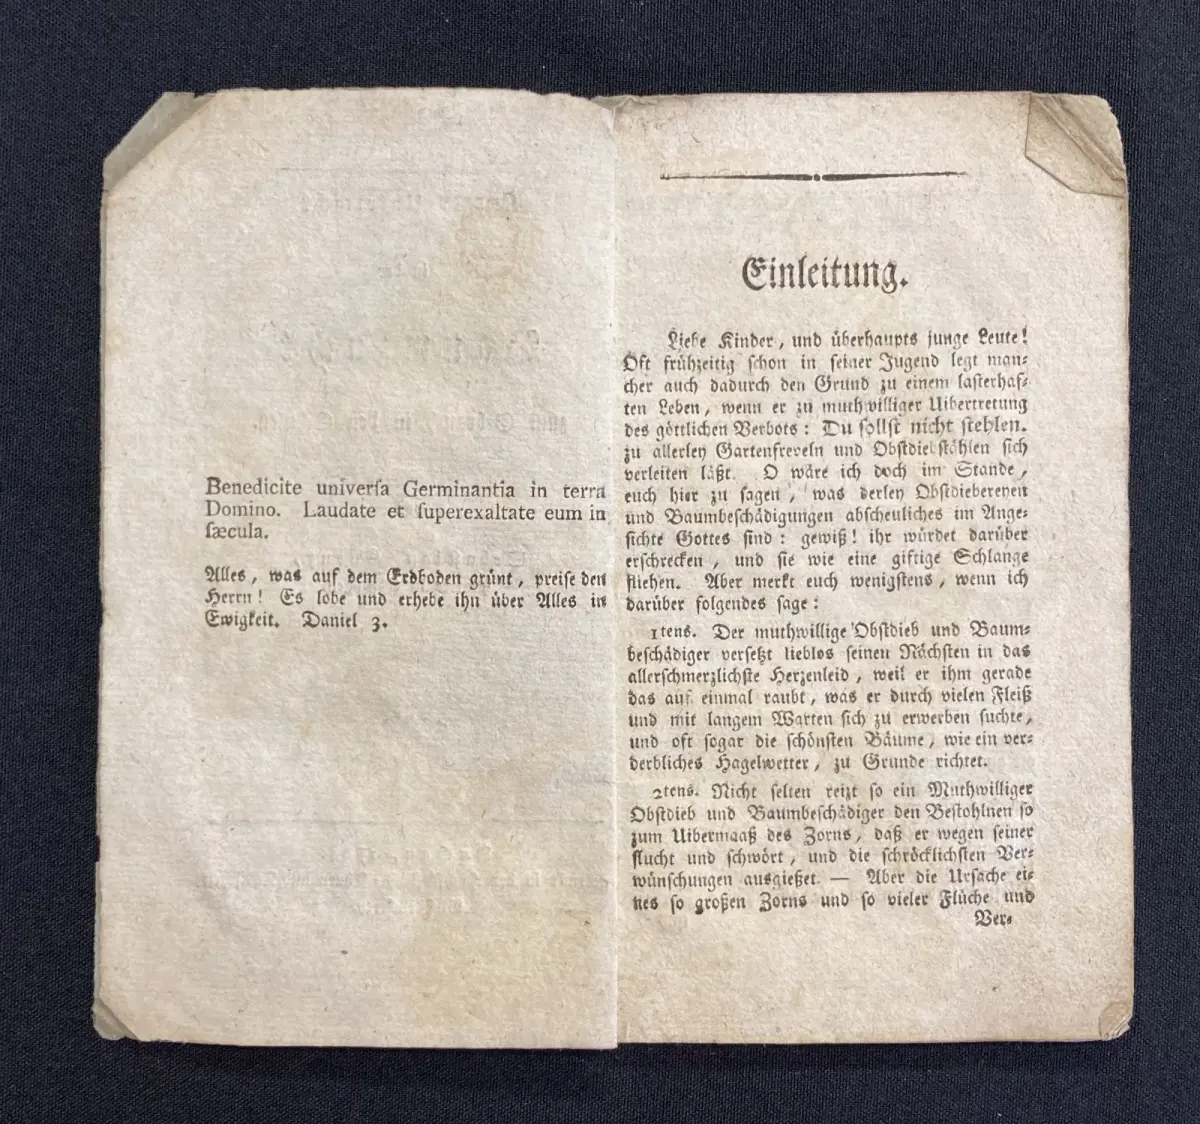 Benedicite univerſa Germinantia in terra
Domino. Laudate et ſuperexaltate eum in
ſæcula.
Alles, was auf dem Erdboden grünt, preiſe den
Herrn! Es lobe und erhebe ihn über Alles in
Ewigkeit. Daniel 3.
Einleitung.
Liebe Kinder, und überhaupts junge Leute!
Oft frühzeitig ſchon in ſeiner Jugend legt man-
cher auch dadurch den Grund zu einem laſterhaf-
ten Leben, wenn er zu muthwilliger Uibertretung
des göttlichen Verbots: Du ſollſt nicht ſtehlen.
zu allerley Gartenfreveln und Obſtdiebſtählen ſich
verleiten läßt. O wäre ich doch im Stande,
euch hier zu ſagen, was derley Obſtdiebereyen
und Baumbeſchädigungen abſcheuliches im Ange-
ſichte Gottes ſind: gewiß! ihr würdet darüber
erſchrecken, und ſie wie eine giftige Schlange
fliehen. Aber merkt euch wenigſtens, wenn ich
darüber folgendes ſage:
1tens. Der muthwillige Obſtdieb und Baum-
beſchädiger verſetzt lieblos ſeinen Nächſten in das
allerſchmerzlichſte Herzenleid, weil er ihm gerade
das auf einmal raubt, was er durch vielen Fleiß
und mit langem Warten ſich zu erwerben ſuchte,
und oft ſogar die ſchönſten Bäume, wie ein ver-
derbliches Hagelwetter, zu Grunde richtet.
2tens. Nicht ſelten reizt ſo ein Muthwilliger
Obſtdieb und Baumbeſchädiger den Beſtohlnen ſo
zum Uibermaaß des Zorns, daß er wegen ſeiner
flucht und ſchwört, und die ſchröcklichſten Ver-
wünſchungen ausgießet. — Aber die Urſache ei-
nes ſo großen Zorns und ſo vieler Flüche und
Ver-